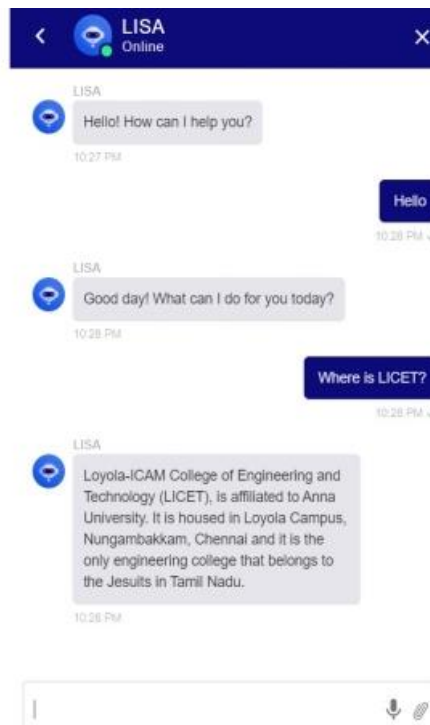 LISA
Online
LISA
Hello! How can I help you?
10:27 PM
Hello
10:28 PM
LISA
Good day! What can I do for you today?
10:28 PM
Where is LICET?
10:28 PM
LISA
Loyola-ICAM College of Engineering and
Technology (LICET), is affiliated to Anna
University. It is housed in Loyola Campus,
Nungambakkam, Chennai and it is the
only engineering college that belongs to
the Jesuits in Tamil Nadu.
10:28 PM